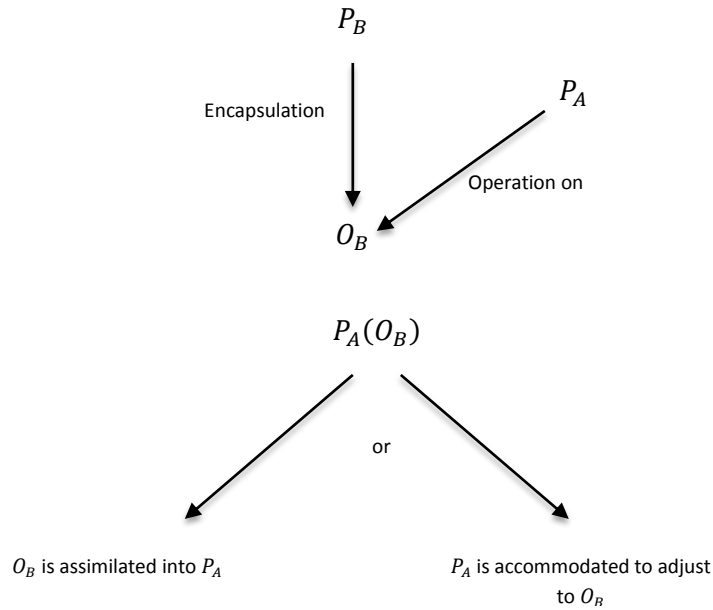 P_B
P_A
Encapsulation
Operation on
O_B
P_A(O_B)
or
O_B is assimilated into P_A
P_A is accommodated to adjust
to O_B